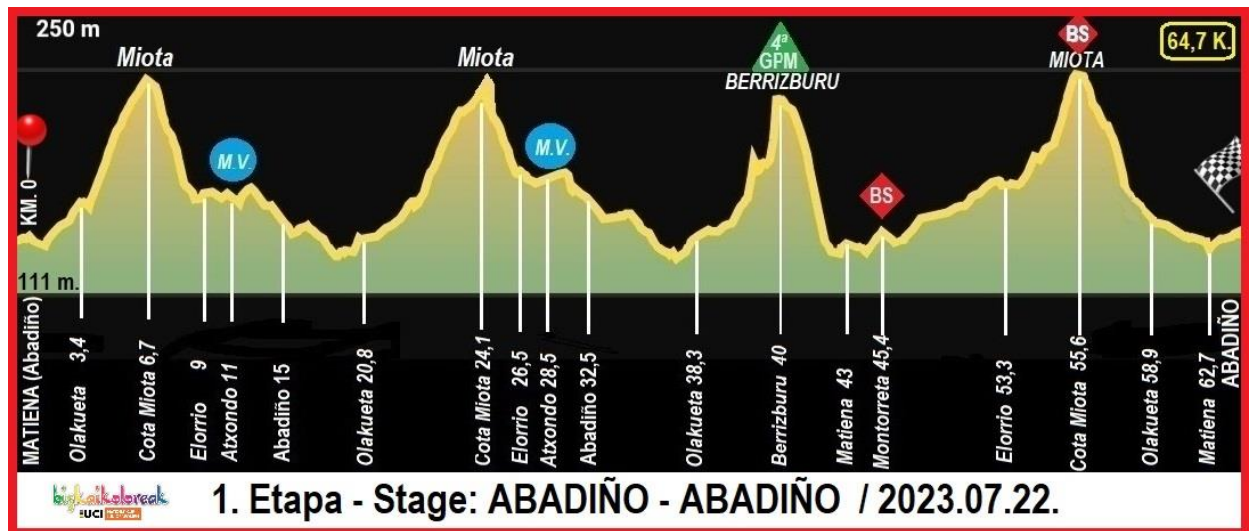 250 m
Miota
Miota
4ª
GPM
BERRIZBURU
BS
MIOTA
64,7 K.
M.V.
M.V.
BS
KM. 0
111 m.
MATIENA (Abadiño)
Olakueta 3,4
Cota Miota 6,7
Elorrio 9
Atxondo 11
Abadiño 15
Olakueta 20,8
Cota Miota 24,1
Elorrio 26,5
Atxondo 28,5
Abadiño 32,5
Olakueta 38,3
Berrizburu 40
Matiena 43
Montorreta 45,4
Elorrio 53,3
Cota Miota 55,6
Olakueta 58,9
Matiena 62,7
ABADIÑO
bizkaikoloreak
UCI
1. Etapa - Stage: ABADIÑO - ABADIÑO / 2023.07.22.